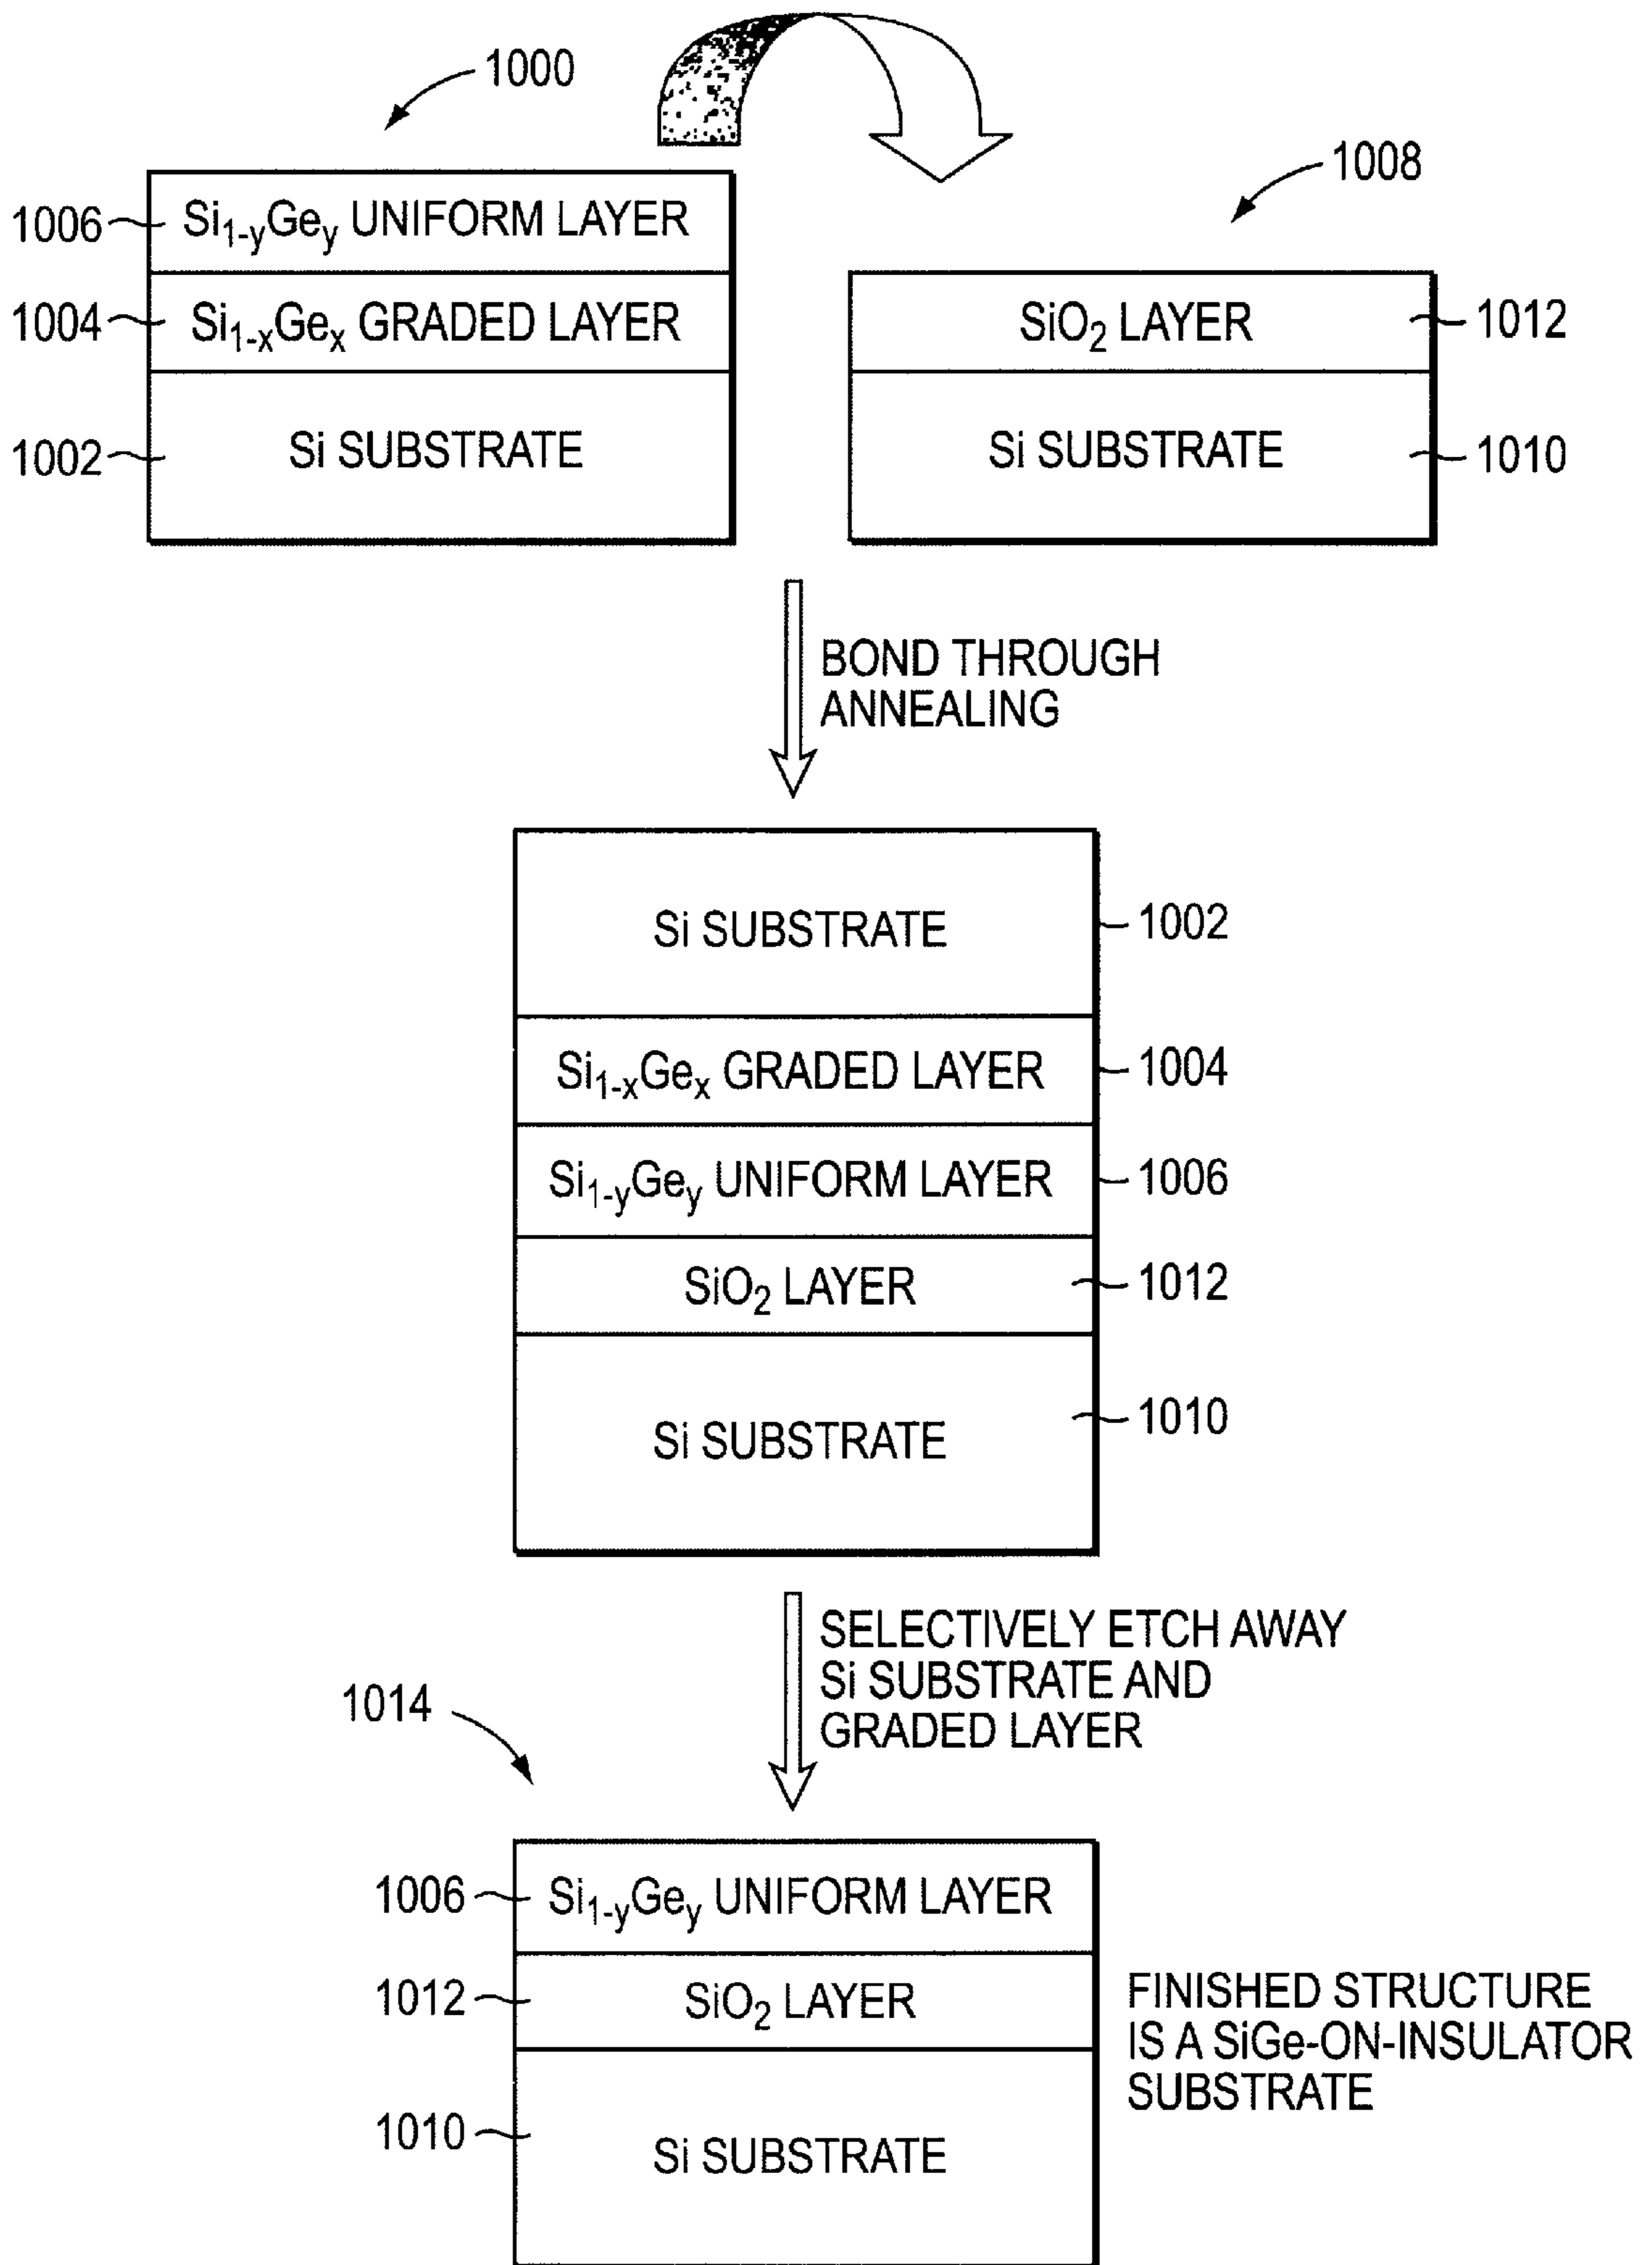 1000
1008
1006
Si1-yGey UNIFORM LAYER
1004
Si1-xGex GRADED LAYER
1002
Si SUBSTRATE
SiO2 LAYER
1012
Si SUBSTRATE
1010
BOND THROUGH
ANNEALING
Si SUBSTRATE
1002
Si1-xGex GRADED LAYER
1004
Si1-yGey UNIFORM LAYER
1006
SiO2 LAYER
1012
Si SUBSTRATE
1010
SELECTIVELY ETCH AWAY
Si SUBSTRATE AND
GRADED LAYER
1014
1006
Si1-yGey UNIFORM LAYER
1012
SiO2 LAYER
1010
Si SUBSTRATE
FINISHED STRUCTURE
IS A SiGe-ON-INSULATOR
SUBSTRATE